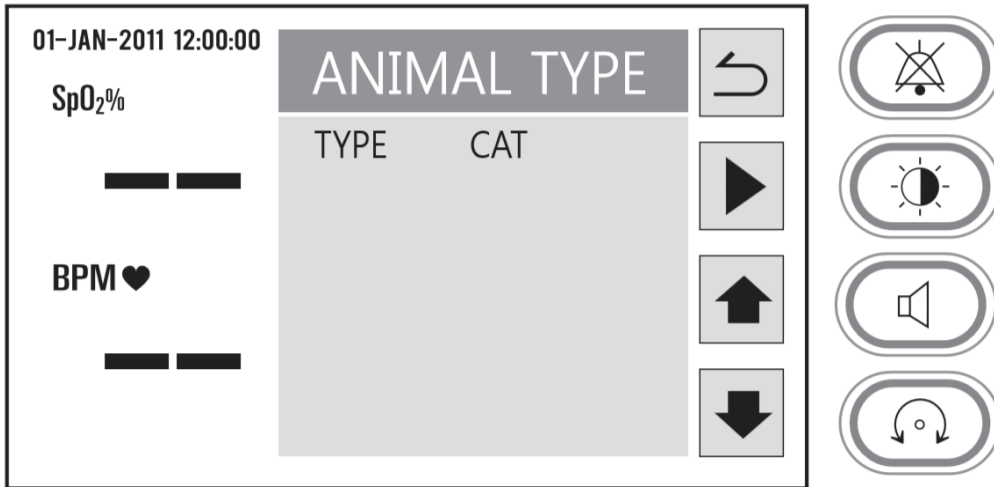 01-JAN-2011 12:00:00
SpO₂%
-- --
BPM♥
-- --
ANIMAL TYPE
TYPE CAT